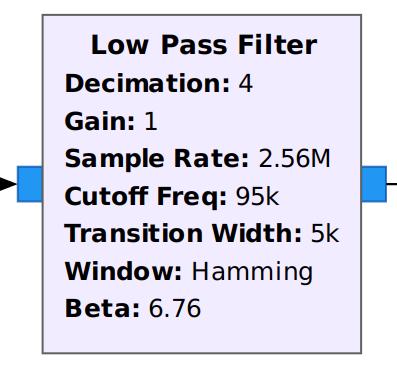 Low Pass Filter
Decimation: 4
Gain: 1
Sample Rate: 2.56M
Cutoff Freq: 95k
Transition Width: 5k
Window: Hamming
Beta: 6.76